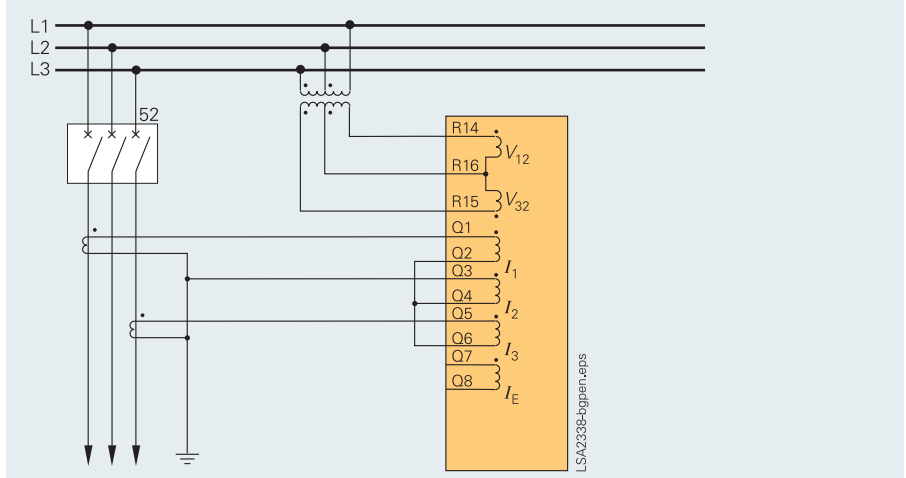 L1
L2
L3
52
R14
V12
R16
R15
V32
Q1
Q2
Q3
I1
Q4
Q5
I2
Q6
I3
Q7
Q8
IE
LSA2338-bgpen.eps